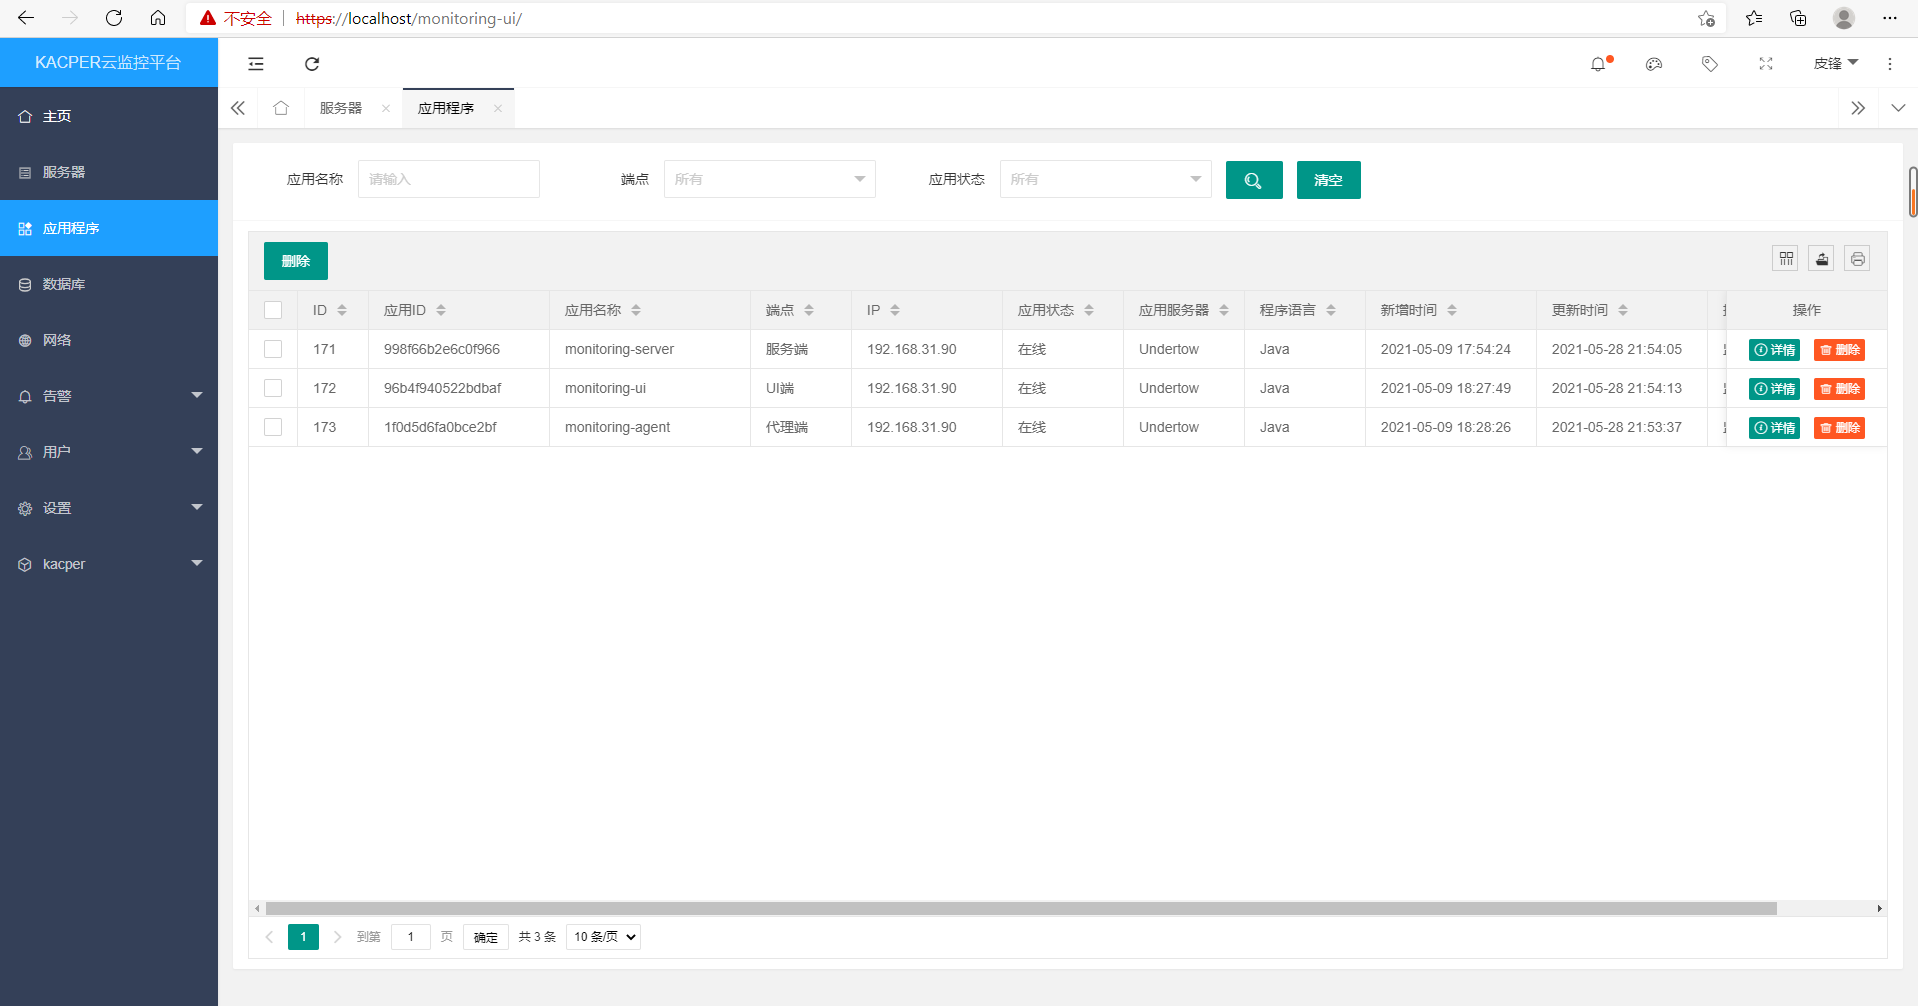 不安全 https://localhost/monitoring-ui/
KACPER云监控平台
皮锋
主页
服务器
应用程序
数据库
网络
告警
用户
设置
kacper
服务器 应用程序
应用名称 请输入 端点 所有 应用状态 所有 清空
删除
ID 应用ID 应用名称 端点 IP 应用状态 应用服务器 程序语言 新增时间 更新时间 操作
171 998f66b2e6c0f966 monitoring-server 服务端 192.168.31.90 在线 Undertow Java 2021-05-09 17:54:24 2021-05-28 21:54:05 详情 删除
172 96b4f940522bdbaf monitoring-ui UI端 192.168.31.90 在线 Undertow Java 2021-05-09 18:27:49 2021-05-28 21:54:13 详情 删除
173 1f0d5d6fa0bce2bf monitoring-agent 代理端 192.168.31.90 在线 Undertow Java 2021-05-09 18:28:26 2021-05-28 21:53:37 详情 删除
1 到第 1 页 确定 共 3 条 10 条/页